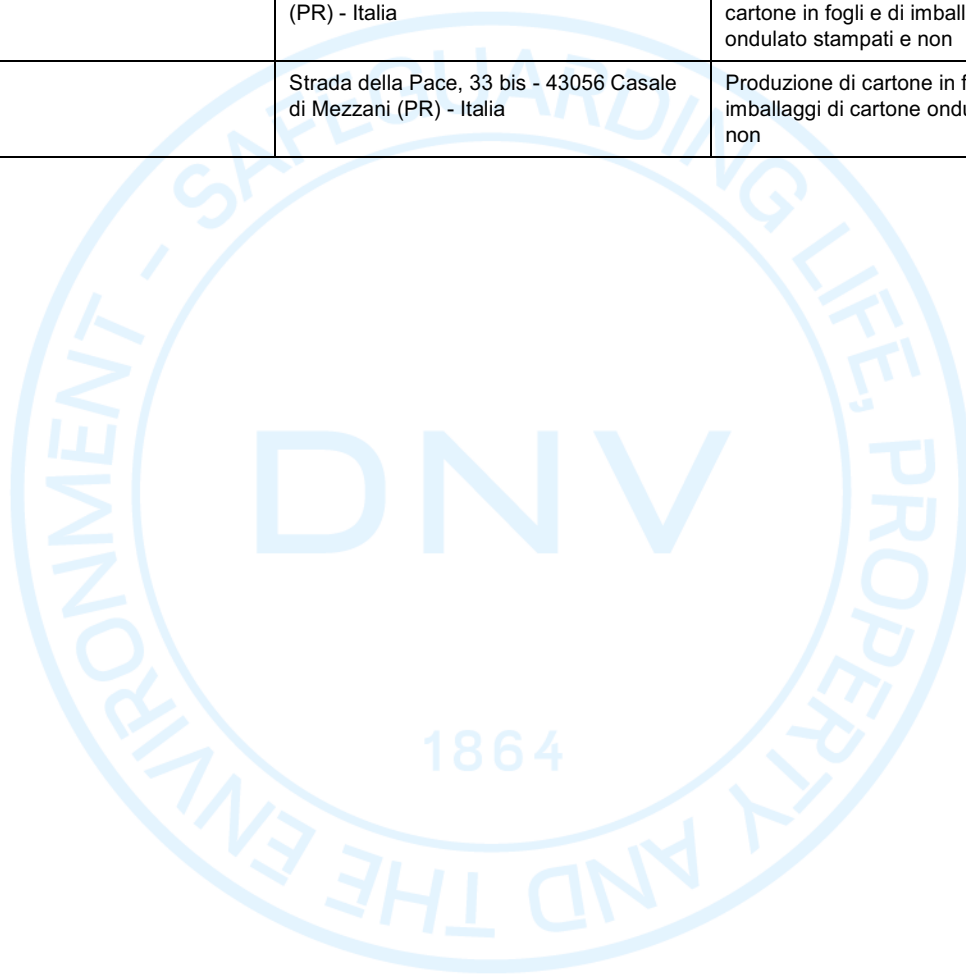 (PR) - Italia
cartone in fogli e di imball
ondulato stampati e non
Strada della Pace, 33 bis - 43056 Casale
di Mezzani (PR) - Italia
Produzione di cartone in f
imballaggi di cartone ondu
non
SAFEGUARDING LIFE, PROPERTY AND THE ENVIRONMENT -
DNV
1864